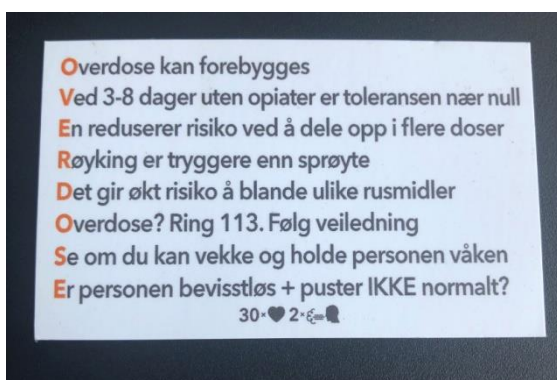 Overdose kan forebygges
Ved 3-8 dager uten opiater er toleransen nær null
En reduserer risiko ved å dele opp i flere doser
Røyking er tryggere enn sprøyte
Det gir økt risiko å blande ulike rusmidler
Overdose? Ring 113. Følg veiledning
Se om du kan vekke og holde personen våken
Er personen bevisstløs + puster IKKE normalt?
30× 2×